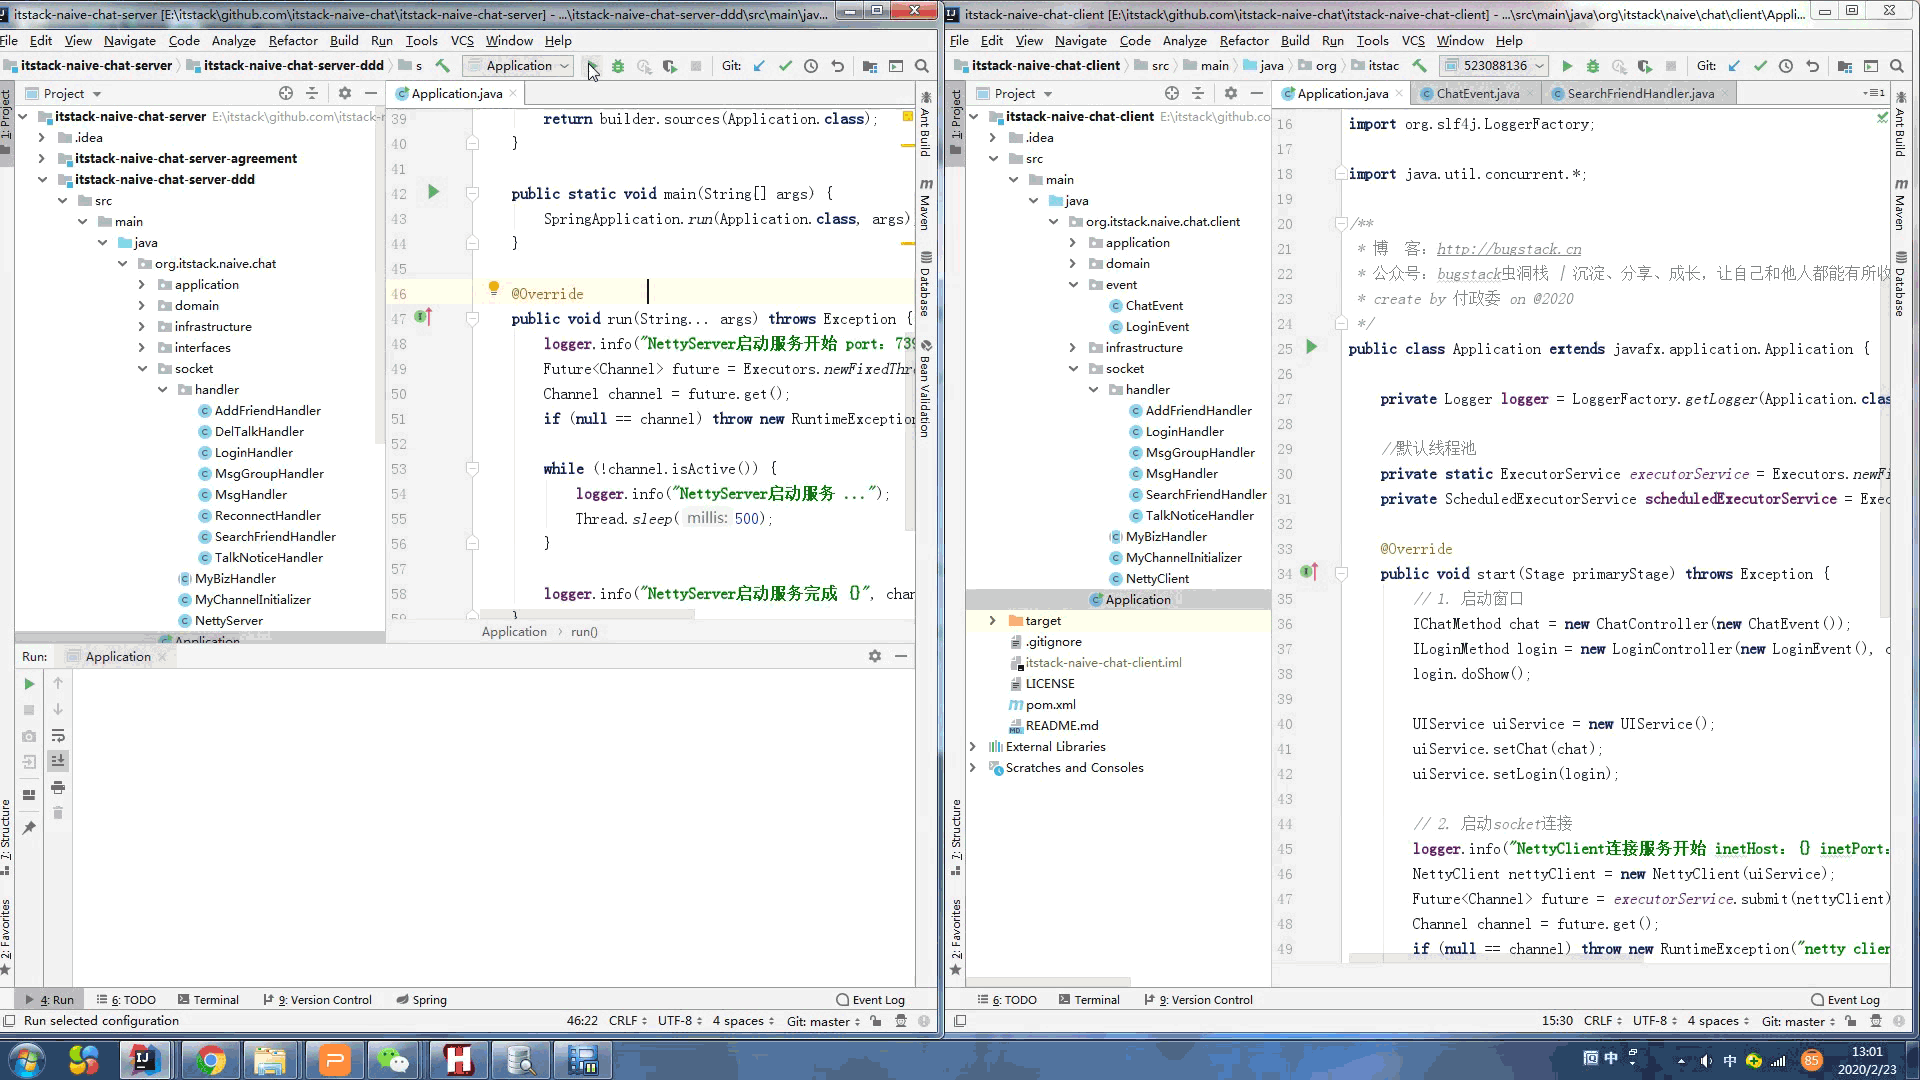 itstack-naive-chat-server [E:\itstack\github.com\itstack-naive-chat\itstack-naive-chat-server] - ...\itstack-naive-chat-server-ddd\src\main\jav...
File Edit View Navigate Code Analyze Refactor Build Run Tools VCS Window Help
itstack-naive-chat-server itstack-naive-chat-server-ddd s Application Git:
Project
Application.java
1: Project
itstack-naive-chat-server E:\itstack\github.com\itstack-r
.idea
itstack-naive-chat-server-agreement
itstack-naive-chat-server-ddd
src
main
java
org.itstack.naive.chat
application
domain
infrastructure
interfaces
socket
handler
AddFriendHandler
DelTalkHandler
LoginHandler
MsgGroupHandler
MsgHandler
ReconnectHandler
SearchFriendHandler
TalkNoticeHandler
MyBizHandler
MyChannelInitializer
NettyServer
Application
39 return builder.sources(Application.class);
40 }
41
42 public static void main(String[] args) {
43 SpringApplication.run(Application.class, args)
44 }
45
46 @Override
47 public void run(String... args) throws Exception {
48 logger.info("NettyServer启动服务开始 port：739
49 Future<Channel> future = Executors.newFixedThr
50 Channel channel = future.get();
51 if (null == channel) throw new RuntimeException
52
53 while (!channel.isActive()) {
54 logger.info("NettyServer启动服务 ...");
55 Thread.sleep( millis: 500);
56 }
57
58 logger.info("NettyServer启动服务完成 {}", chan
59 }
Application › run()
Ant Build
Maven
Database
Bean Validation
Run: Application
7: Structure
2: Favorites
4: Run 6: TODO Terminal 9: Version Control Spring Event Log
Run selected configuration 46:22 CRLF UTF-8 4 spaces Git: master
itstack-naive-chat-client [E:\itstack\github.com\itstack-naive-chat\itstack-naive-chat-client] - ...\src\main\java\org\itstack\naive\chat\client\Appli...
File Edit View Navigate Code Analyze Refactor Build Run Tools VCS Window Help
itstack-naive-chat-client src main java org itstac 523088136 Git:
Project
Application.java ChatEvent.java SearchFriendHandler.java
1: Project
itstack-naive-chat-client E:\itstack\github.co
.idea
src
main
java
org.itstack.naive.chat.client
application
domain
event
ChatEvent
LoginEvent
infrastructure
socket
handler
AddFriendHandler
LoginHandler
MsgGroupHandler
MsgHandler
SearchFriendHandler
TalkNoticeHandler
MyBizHandler
MyChannelInitializer
NettyClient
Application
target
.gitignore
itstack-naive-chat-client.iml
LICENSE
pom.xml
README.md
External Libraries
Scratches and Consoles
16 import org.slf4j.LoggerFactory;
17
18 import java.util.concurrent.*;
19
20 /**
21 * 博 客：http://bugstack.cn
22 * 公众号：bugstack虫洞栈 | 沉淀、分享、成长，让自己和他人都能有所收
23 * create by 付政委 on @2020
24 */
25 public class Application extends javafx.application.Application {
26
27 private Logger logger = LoggerFactory.getLogger(Application.clas
28
29 //默认线程池
30 private static ExecutorService executorService = Executors.newFi
31 private ScheduledExecutorService scheduledExecutorService = Exec
32
33 @Override
34 public void start(Stage primaryStage) throws Exception {
35 // 1. 启动窗口
36 IChatMethod chat = new ChatController(new ChatEvent());
37 ILoginMethod login = new LoginController(new LoginEvent(), c
38 login.doShow();
39
40 UIService uiService = new UIService();
41 uiService.setChat(chat);
42 uiService.setLogin(login);
43
44 // 2. 启动socket连接
45 logger.info("NettyClient连接服务开始 inetHost：{} inetPort：
46 NettyClient nettyClient = new NettyClient(uiService);
47 Future<Channel> future = executorService.submit(nettyClient)
48 Channel channel = future.get();
49 if (null == channel) throw new RuntimeException("netty clien
Ant Build
Maven
Database
7: Structure
2: Favorites
6: TODO Terminal 9: Version Control Event Log
15:30 CRLF UTF-8 4 spaces Git: master
中 中 85 13:01
2020/2/23